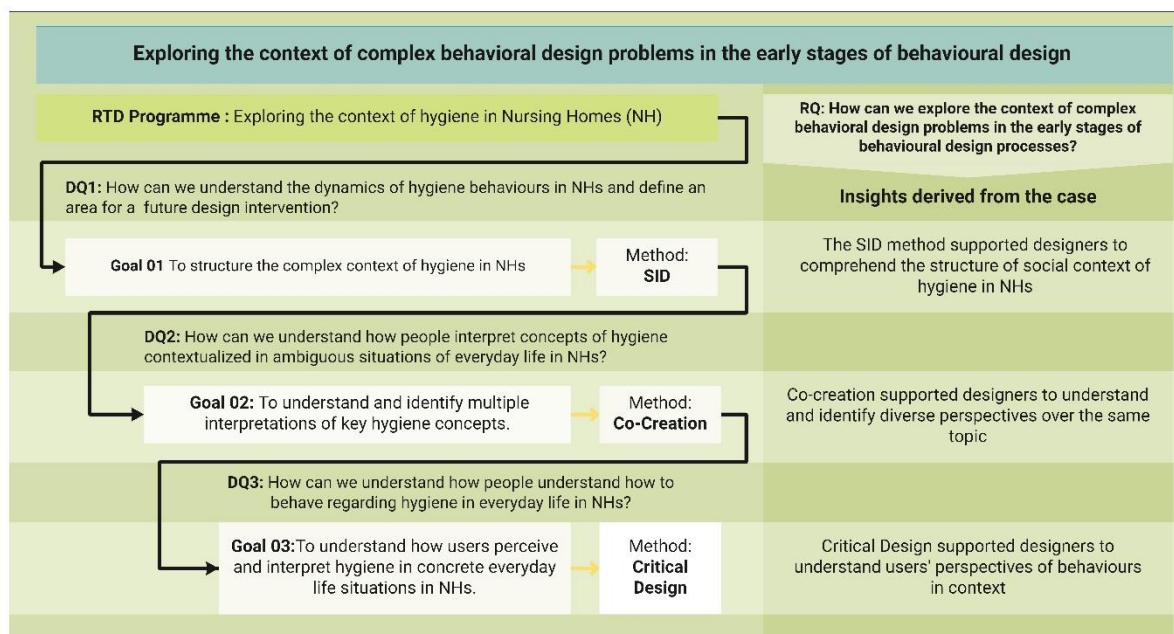 Exploring the context of complex behavioral design problems in the early stages of behavioural design
RTD Programme : Exploring the context of hygiene in Nursing Homes (NH)
RQ: How can we explore the context of complex
behavioral design problems in the early stages of
behavioural design processes?
DQ1: How can we understand the dynamics of hygiene behaviours in NHs and define an
area for a future design intervention?
Insights derived from the case
Goal 01 To structure the complex context of hygiene in NHs
Method:
SID
The SID method supported designers to
comprehend the structure of social context of
hygiene in NHs
DQ2: How can we understand how people interpret concepts of hygiene
contextualized in ambiguous situations of everyday life in NHs?
Goal 02: To understand and identify multiple
interpretations of key hygiene concepts.
Method:
Co-Creation
Co-creation supported designers to understand
and identify diverse perspectives over the same
topic
DQ3: How can we understand how people understand how to
behave regarding hygiene in everyday life in NHs?
Goal 03:To understand how users perceive
and interpret hygiene in concrete everyday
life situations in NHs.
Method:
Critical
Design
Critical Design supported designers to
understand users' perspectives of behaviours
in context